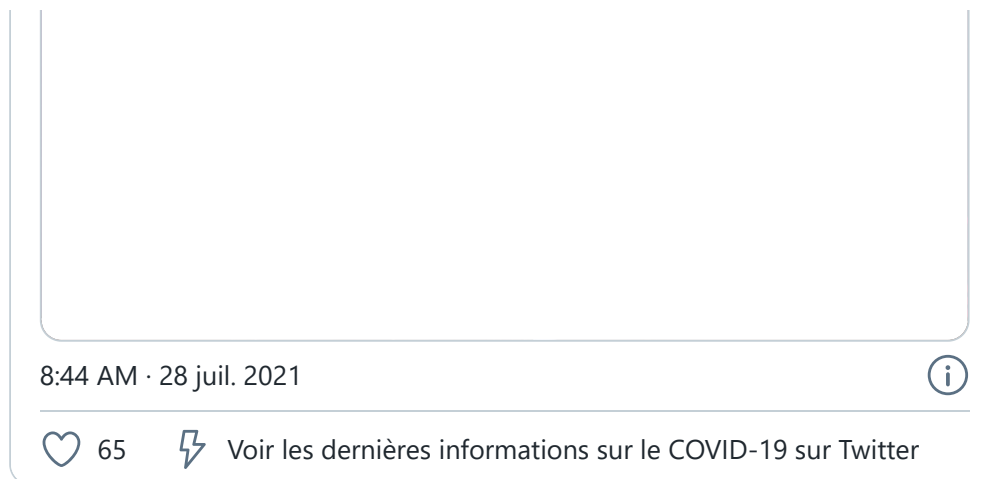 8:44 AM · 28 juil. 2021
65 Voir les dernières informations sur le COVID-19 sur Twitter